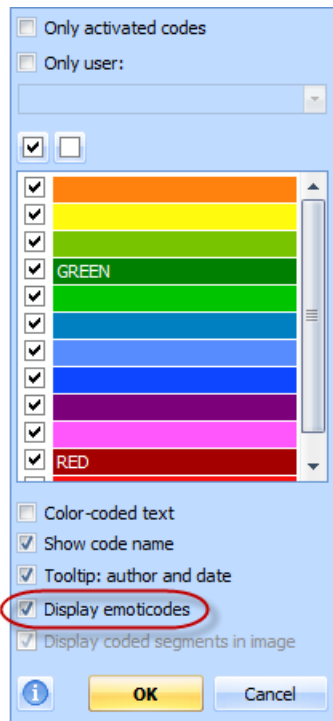 Only activated codes
Only user:
GREEN
RED
Color-coded text
Show code name
Tooltip: author and date
Display emoticodes
Display coded segments in image
OK Cancel